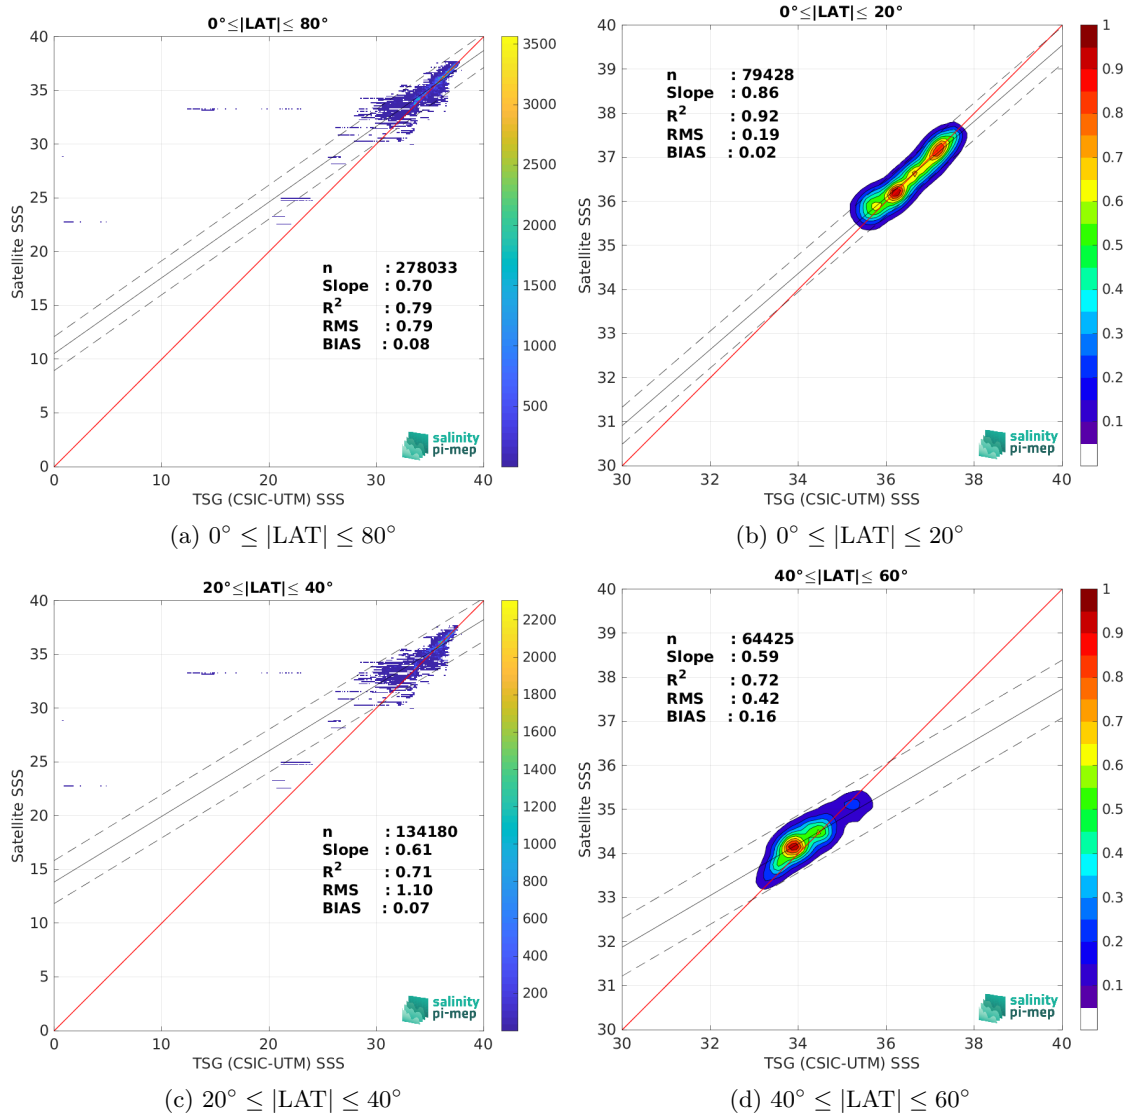 0°≤|LAT|≤ 80°
40
35
30
25
20
15
10
5
0
Satellite SSS
n : 278033
Slope : 0.70
R² : 0.79
RMS : 0.79
BIAS : 0.08
salinity
pi-mep
0 10 20 30 40
TSG (CSIC-UTM) SSS
3500
3000
2500
2000
1500
1000
500
(a) 0° ≤ |LAT| ≤ 80°
0°≤|LAT|≤ 20°
40
39
38
37
36
35
34
33
32
31
30
Satellite SSS
n : 79428
Slope : 0.86
R² : 0.92
RMS : 0.19
BIAS : 0.02
salinity
pi-mep
30 32 34 36 38 40
TSG (CSIC-UTM) SSS
1
0.9
0.8
0.7
0.6
0.5
0.4
0.3
0.2
0.1
(b) 0° ≤ |LAT| ≤ 20°
20°≤|LAT|≤ 40°
40
35
30
25
20
15
10
5
0
Satellite SSS
n : 134180
Slope : 0.61
R² : 0.71
RMS : 1.10
BIAS : 0.07
salinity
pi-mep
0 10 20 30 40
TSG (CSIC-UTM) SSS
2200
2000
1800
1600
1400
1200
1000
800
600
400
200
(c) 20° ≤ |LAT| ≤ 40°
40°≤|LAT|≤ 60°
40
39
38
37
36
35
34
33
32
31
30
Satellite SSS
n : 64425
Slope : 0.59
R² : 0.72
RMS : 0.42
BIAS : 0.16
salinity
pi-mep
30 32 34 36 38 40
TSG (CSIC-UTM) SSS
1
0.9
0.8
0.7
0.6
0.5
0.4
0.3
0.2
0.1
(d) 40° ≤ |LAT| ≤ 60°